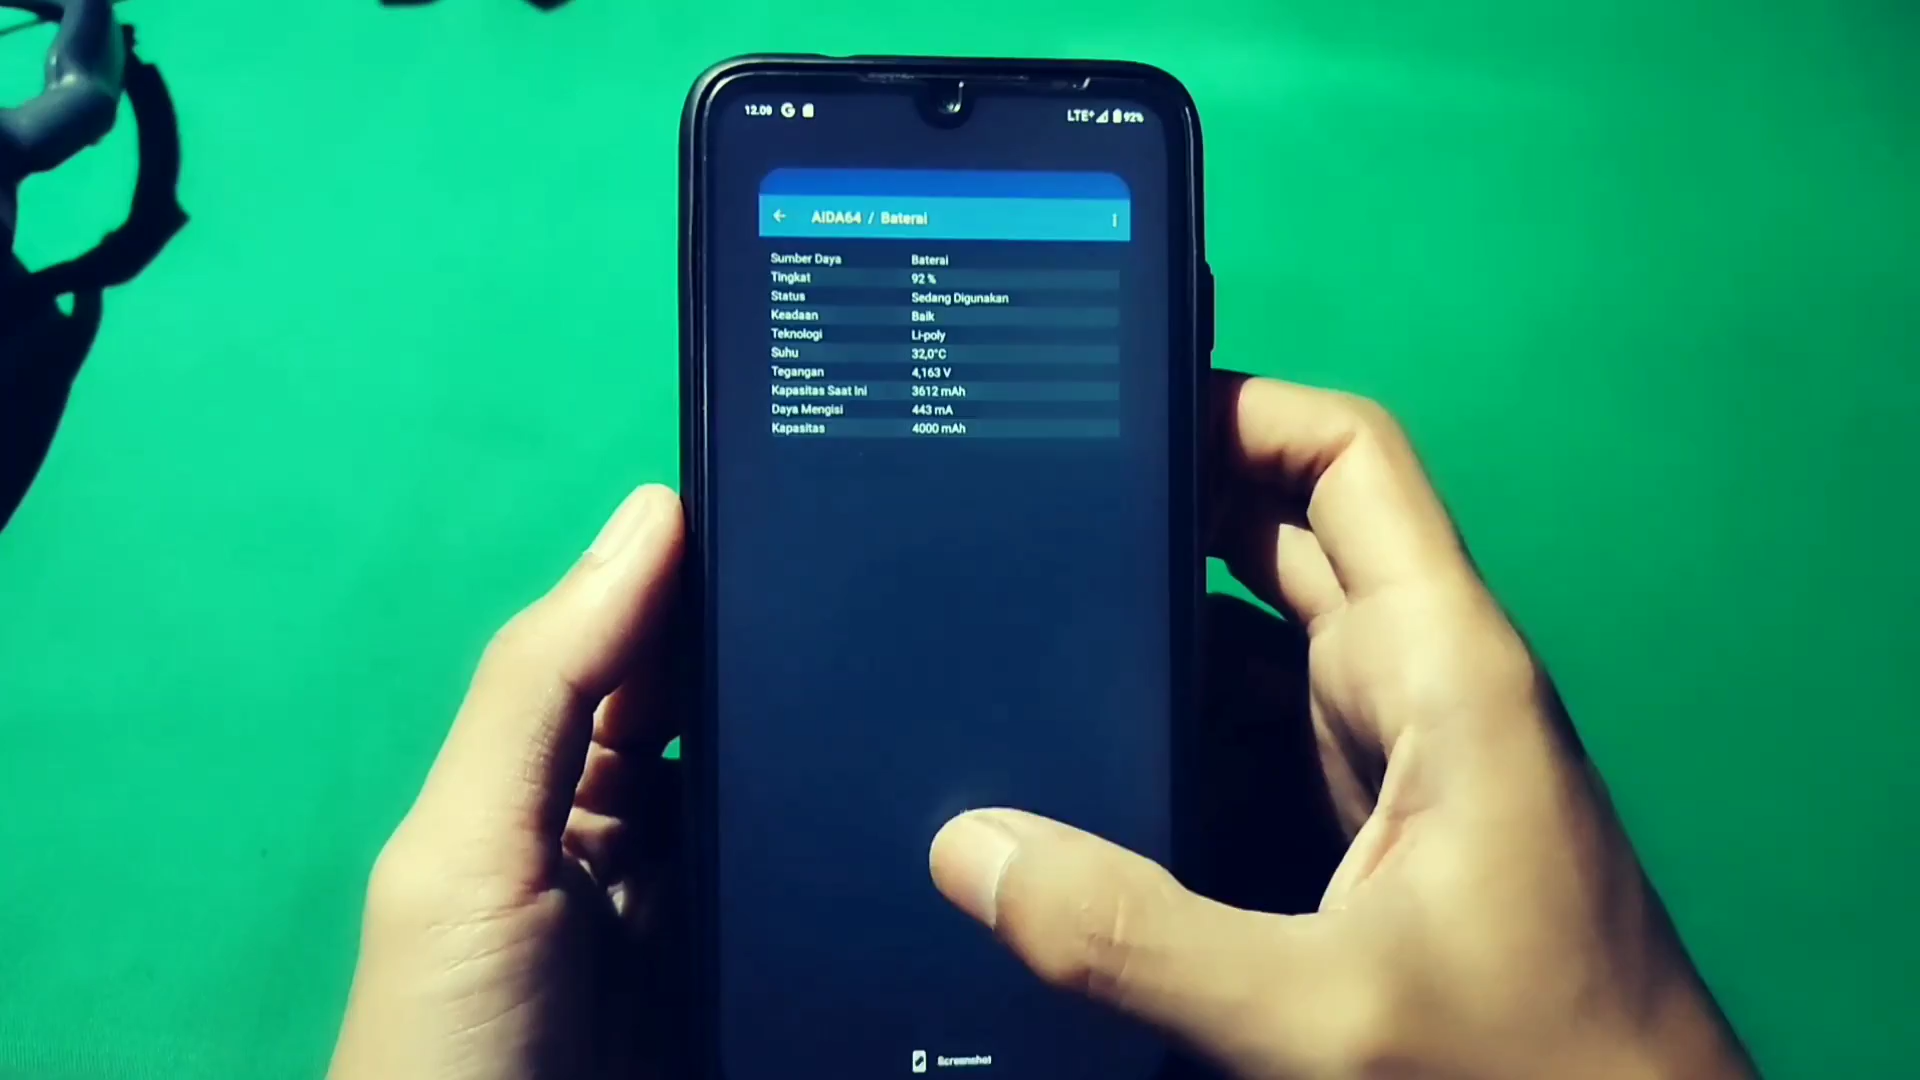 12.09
LTE+ 92%
AIDA64 / Baterai
Sumber Daya Baterai
Tingkat 92 %
Status Sedang Digunakan
Keadaan Baik
Teknologi Li-poly
Suhu 32,0°C
Tegangan 4,163 V
Kapasitas Saat Ini 3612 mAh
Daya Mengisi 443 mA
Kapasitas 4000 mAh
Screenshot